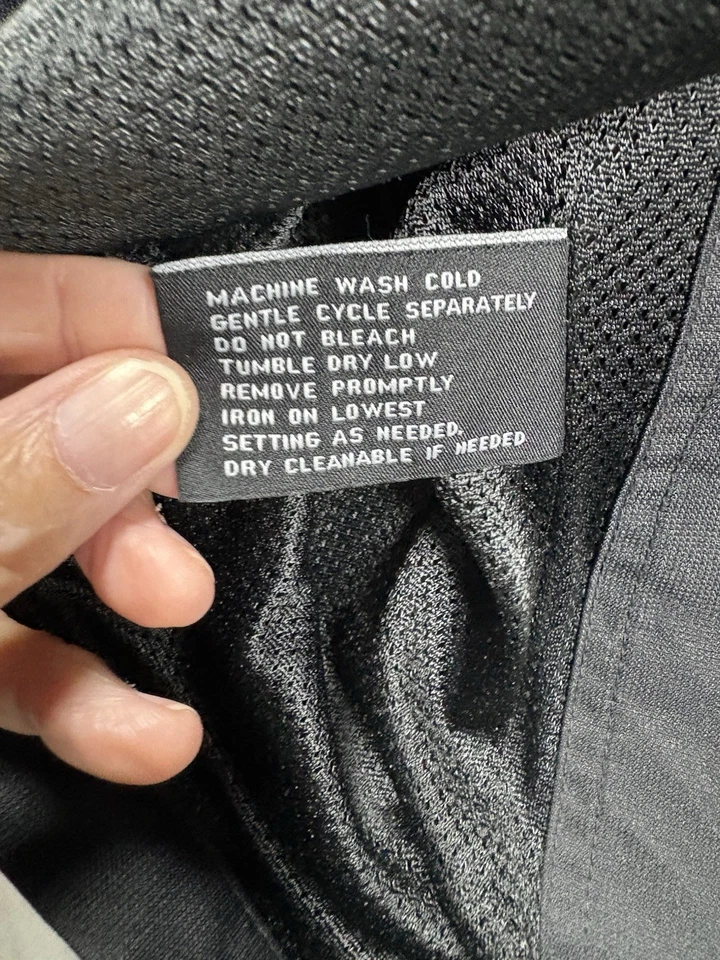 MACHINE WASH COLD
GENTLE CYCLE SEPARATELY
DO NOT BLEACH
TUMBLE DRY LOW
REMOVE PROMPTLY
IRON ON LOWEST
SETTING AS NEEDED.
DRY CLEANABLE IF NEEDED